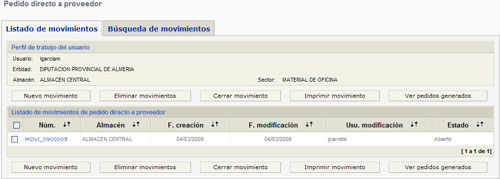 Pedido directo a proveedor
Listado de movimientos Búsqueda de movimientos
Perfil de trabajo del usuario
Usuario: lgarciam
Entidad: DIPUTACION PROVINCIAL DE ALMERIA
Almacén: ALMACEN CENTRAL Sector: MATERIAL DE OFICINA
Nuevo movimiento Eliminar movimientos Cerrar movimiento Imprimir movimiento Ver pedidos generados
Listado de movimientos de pedido directo a proveedor
Núm. Almacén F. creación F. modificación Usu. modificación Estado
MOVI_0900005 ALMACEN CENTRAL 04/03/2009 04/03/2009 jcarrete Abierto
[ 1 a 1 de 1]
Nuevo movimiento Eliminar movimientos Cerrar movimiento Imprimir movimiento Ver pedidos generados